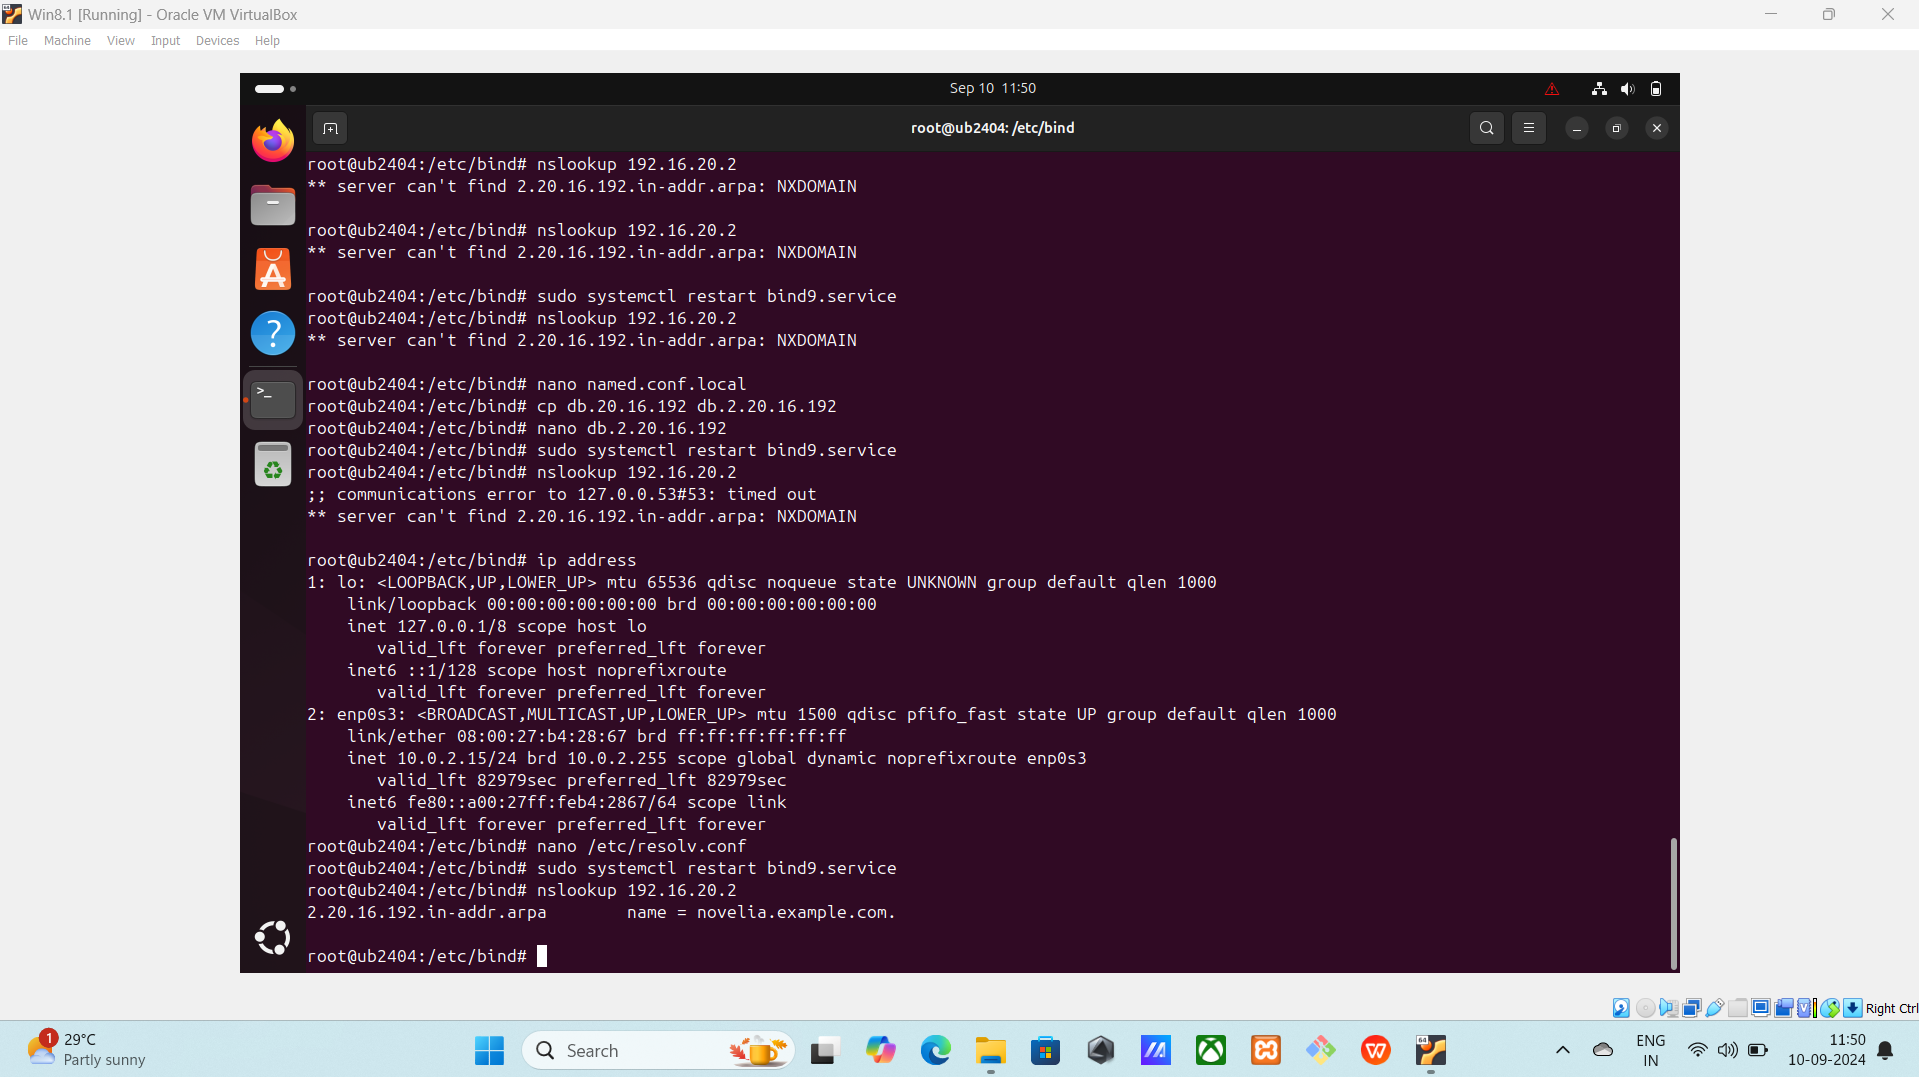 Win8.1 [Running] - Oracle VM VirtualBox
File Machine View Input Devices Help
Sep 10 11:50
root@ub2404: /etc/bind
root@ub2404:/etc/bind# nslookup 192.16.20.2
** server can't find 2.20.16.192.in-addr.arpa: NXDOMAIN
root@ub2404:/etc/bind# nslookup 192.16.20.2
** server can't find 2.20.16.192.in-addr.arpa: NXDOMAIN
root@ub2404:/etc/bind# sudo systemctl restart bind9.service
root@ub2404:/etc/bind# nslookup 192.16.20.2
** server can't find 2.20.16.192.in-addr.arpa: NXDOMAIN
root@ub2404:/etc/bind# nano named.conf.local
root@ub2404:/etc/bind# cp db.20.16.192 db.2.20.16.192
root@ub2404:/etc/bind# nano db.2.20.16.192
root@ub2404:/etc/bind# sudo systemctl restart bind9.service
root@ub2404:/etc/bind# nslookup 192.16.20.2
;; communications error to 127.0.0.53#53: timed out
** server can't find 2.20.16.192.in-addr.arpa: NXDOMAIN
root@ub2404:/etc/bind# ip address
1: lo: <LOOPBACK,UP,LOWER_UP> mtu 65536 qdisc noqueue state UNKNOWN group default qlen 1000
link/loopback 00:00:00:00:00:00 brd 00:00:00:00:00:00
inet 127.0.0.1/8 scope host lo
valid_lft forever preferred_lft forever
inet6 ::1/128 scope host noprefixroute
valid_lft forever preferred_lft forever
2: enp0s3: <BROADCAST,MULTICAST,UP,LOWER_UP> mtu 1500 qdisc pfifo_fast state UP group default qlen 1000
link/ether 08:00:27:b4:28:67 brd ff:ff:ff:ff:ff:ff
inet 10.0.2.15/24 brd 10.0.2.255 scope global dynamic noprefixroute enp0s3
valid_lft 82979sec preferred_lft 82979sec
inet6 fe80::a00:27ff:feb4:2867/64 scope link
valid_lft forever preferred_lft forever
root@ub2404:/etc/bind# nano /etc/resolv.conf
root@ub2404:/etc/bind# sudo systemctl restart bind9.service
root@ub2404:/etc/bind# nslookup 192.16.20.2
2.20.16.192.in-addr.arpa name = novelia.example.com.
root@ub2404:/etc/bind#
Right Ctrl
1
29°C
Partly sunny
Search
64
ENG
IN
11:50
10-09-2024